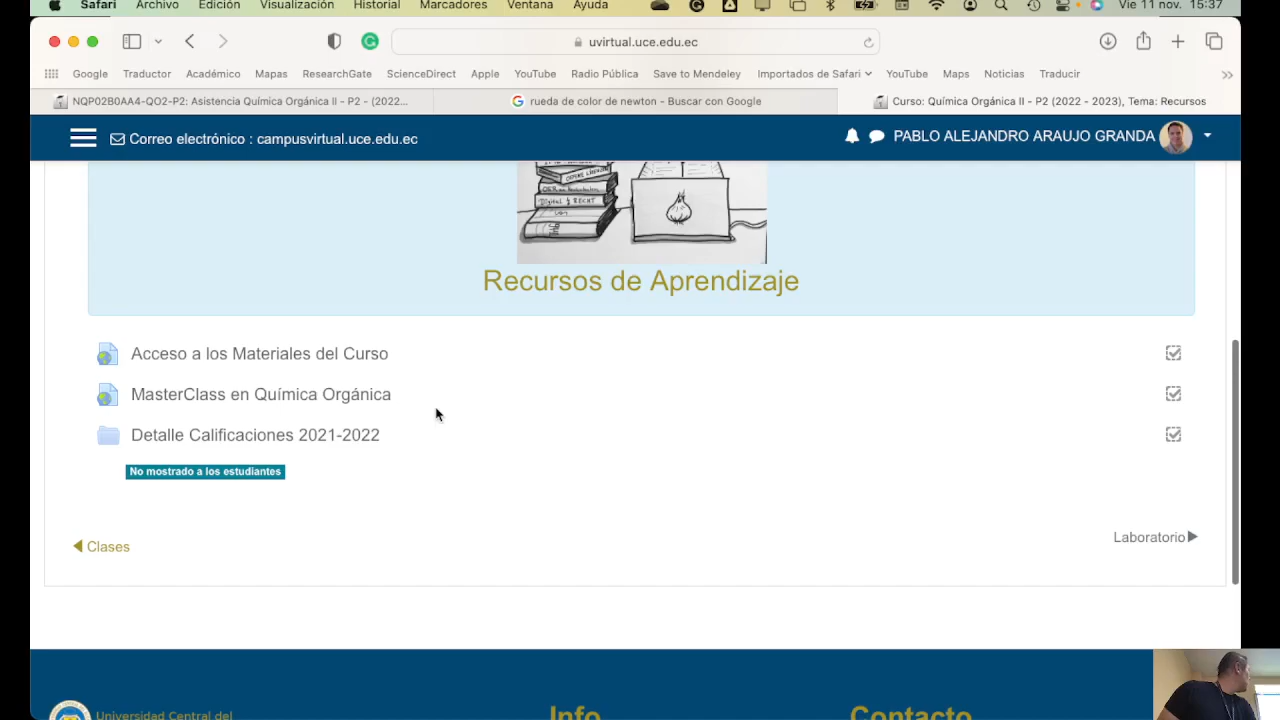 Safari Archivo Edición Visualización Historial Marcadores Ventana Ayuda Vie 11 nov. 15:37
uvirtual.uce.edu.ec
Google Traductor Académico Mapas ResearchGate ScienceDirect Apple YouTube Radio Pública Save to Mendeley Importados de Safari YouTube Maps Noticias Traducir
NQP02B0AA4-QO2-P2: Asistencia Química Orgánica II - P2 - (2022... rueda de color de newton - Buscar con Google Curso: Química Orgánica II - P2 (2022 - 2023), Tema: Recursos
Correo electrónico : campusvirtual.uce.edu.ec PABLO ALEJANDRO ARAUJO GRANDA
Recursos de Aprendizaje
Acceso a los Materiales del Curso
MasterClass en Química Orgánica
Detalle Calificaciones 2021-2022
No mostrado a los estudiantes
Clases
Laboratorio
Universidad Central del Info Contacto